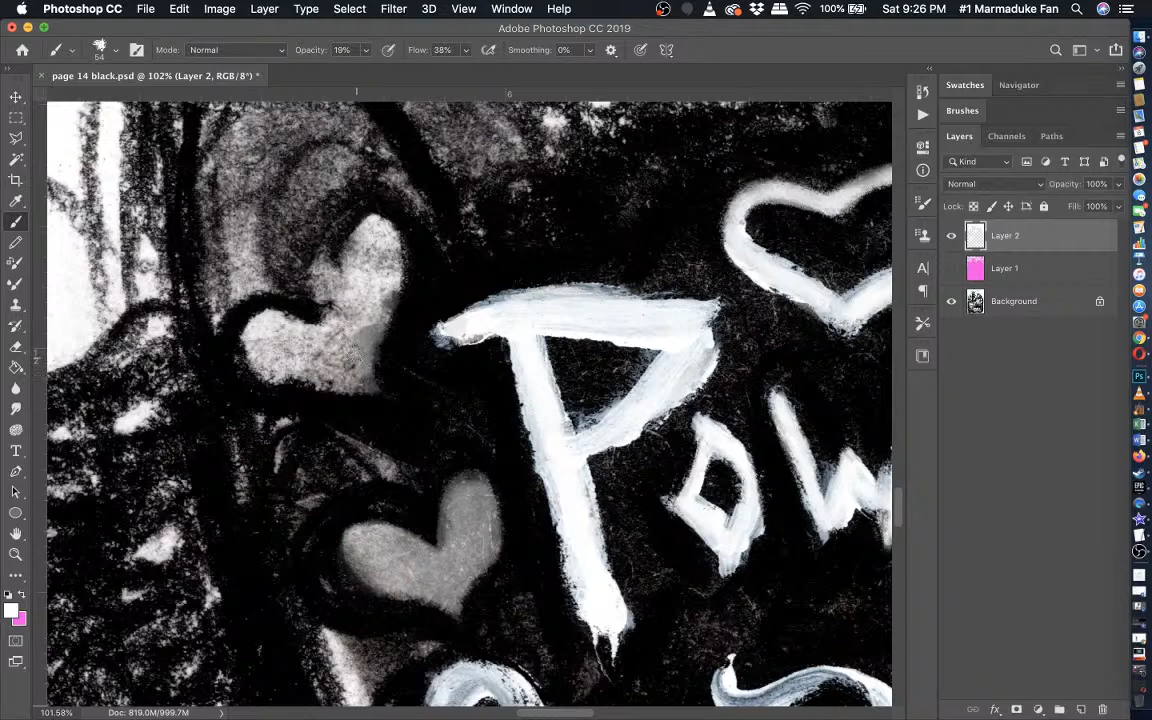 Photoshop CC File Edit Image Layer Type Select Filter 3D View Window Help 100% Sat 9:26 PM #1 Marmaduke Fan
Adobe Photoshop CC 2019
54 Mode: Normal Opacity: 19% Flow: 38% Smoothing: 0%
page 14 black.psd @ 102% (Layer 2, RGB/8*) *
Swatches Navigator
6
Brushes
Layers Channels Paths
Kind
Normal Opacity: 100%
Lock: Fill: 100%
Layer 2
Layer 1
Background
Pow
101.58% Doc: 819.0M/999.7M